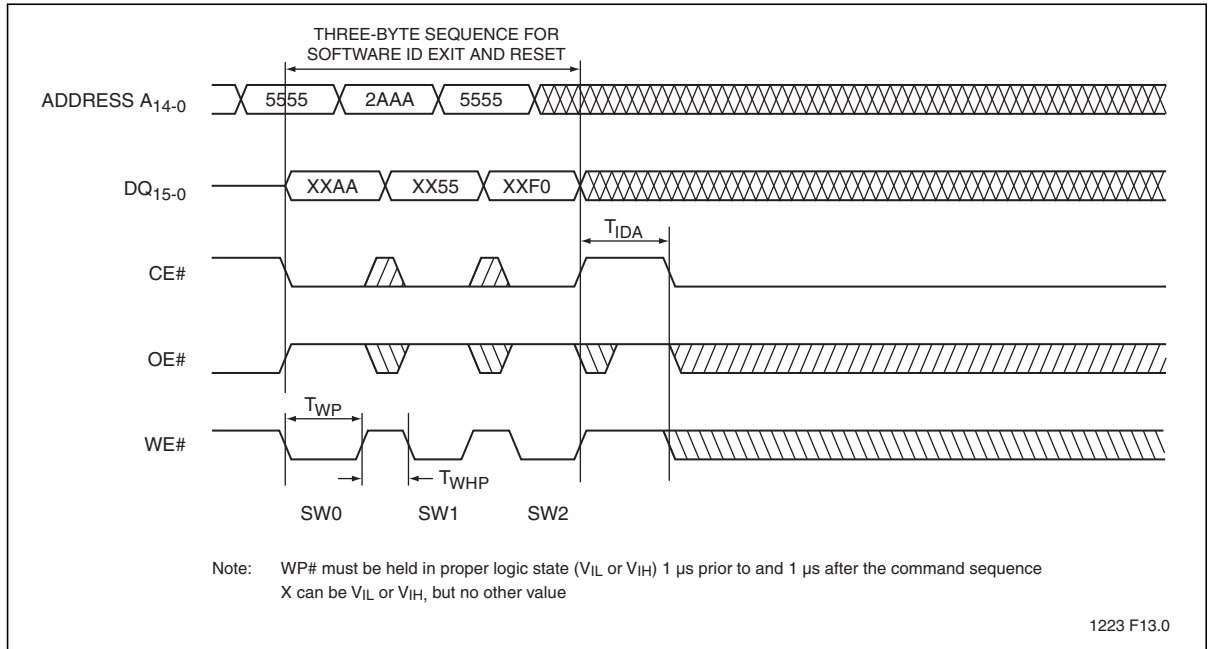 THREE-BYTE SEQUENCE FOR
SOFTWARE ID EXIT AND RESET
ADDRESS A14-0
5555 2AAA 5555
DQ15-0
XXAA XX55 XXF0
TIDA
CE#
OE#
TWP
WE#
TWHP
SW0 SW1 SW2
Note: WP# must be held in proper logic state (VIL or VIH) 1 µs prior to and 1 µs after the command sequence
X can be VIL or VIH, but no other value
1223 F13.0